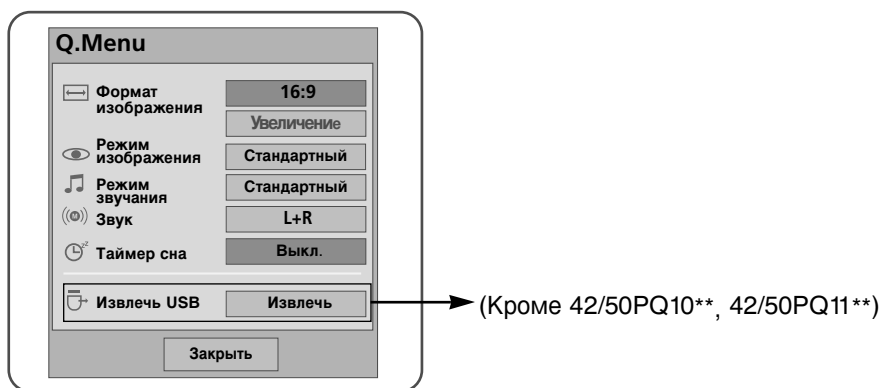 Q.Menu
Формат
изображения
16:9
Увеличение
Режим
изображения
Стандартный
Режим
звучания
Стандартный
Звук
L+R
Таймер сна
Выкл.
Извлечь USB
Извлечь
(Кроме 42/50PQ10**, 42/50PQ11**)
Закрыть